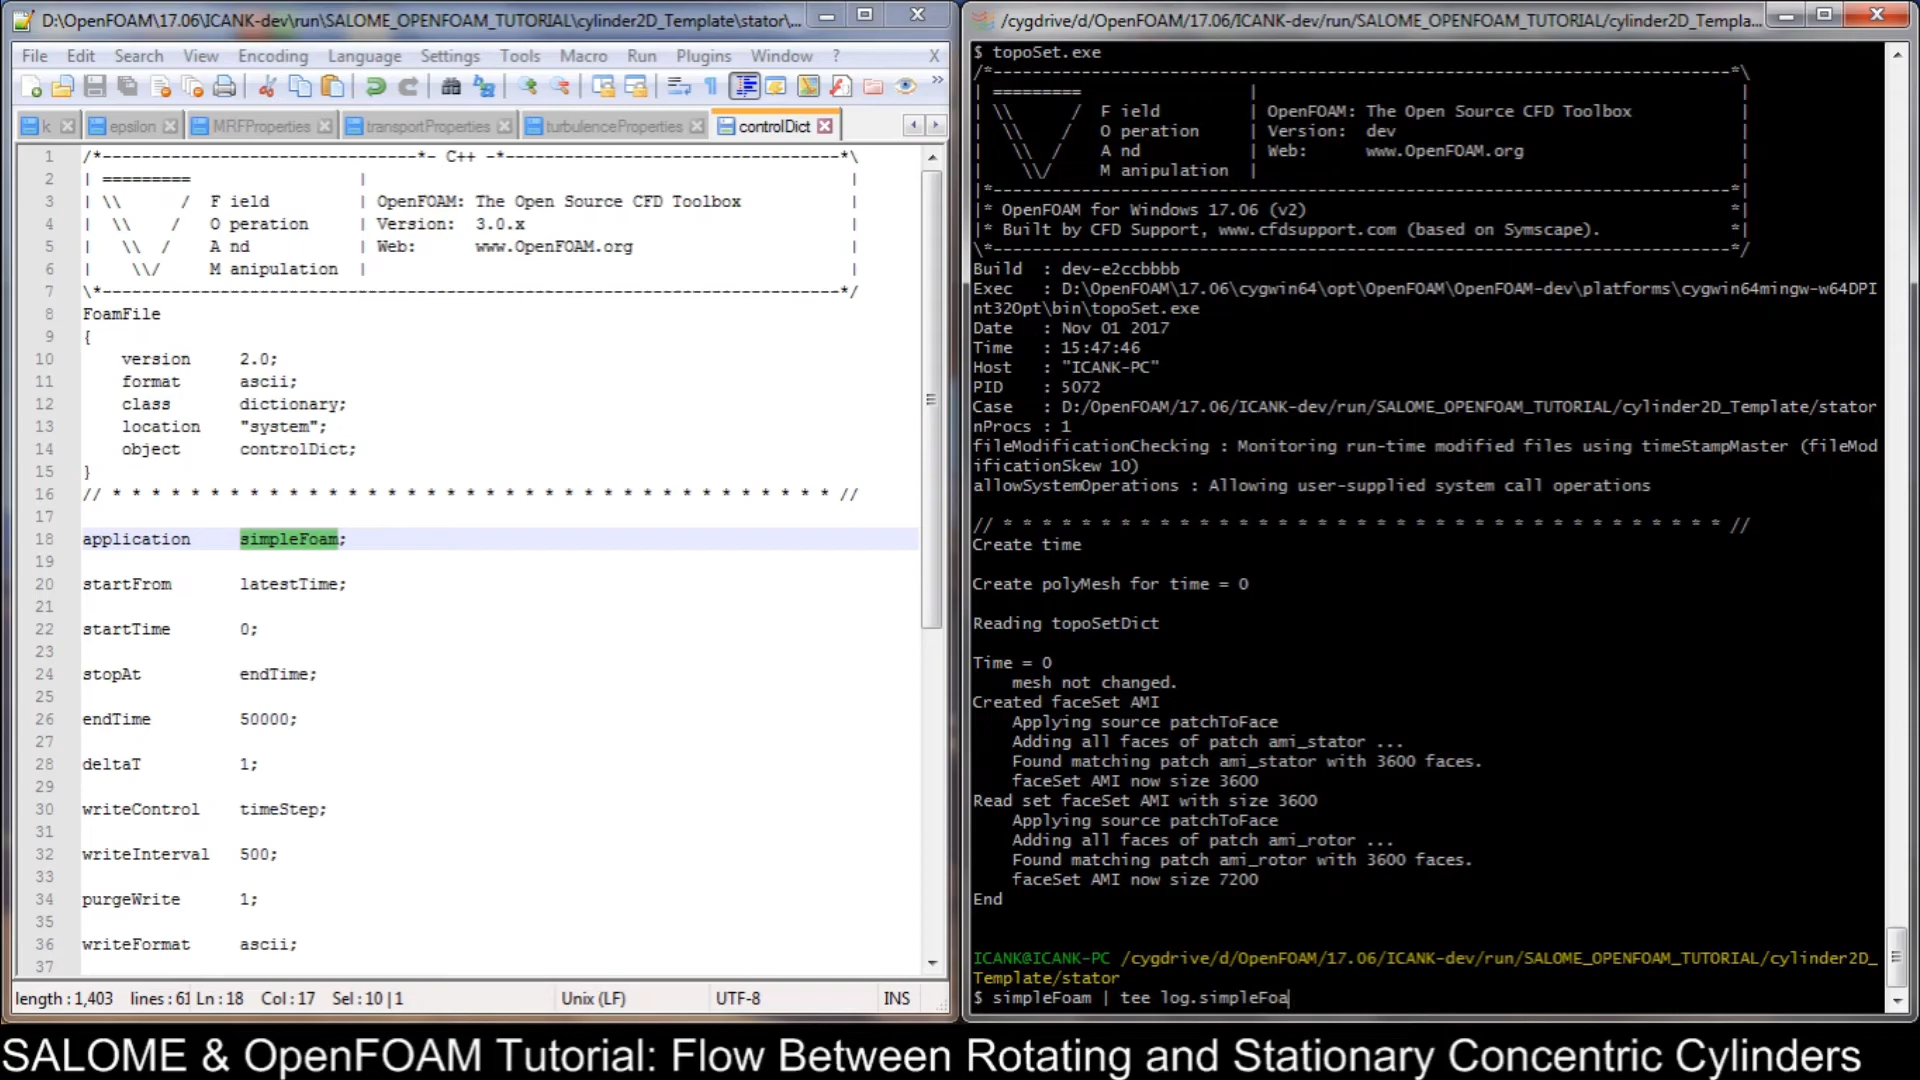 D:\OpenFOAM\17.06\ICANK-dev\run\SALOME_OPENFOAM_TUTORIAL\cylinder2D_Template\stator\...
File Edit Search View Encoding Language Settings Tools Macro Run Plugins Window ? X
k epsilon MRFProperties transportProperties turbulenceProperties controlDict
1 /*--------------------------------*- C++ -*----------------------------------*\
2 | ========= | |
3 | \\ / F ield | OpenFOAM: The Open Source CFD Toolbox |
4 | \\ / O peration | Version: 3.0.x |
5 | \\ / A nd | Web: www.OpenFOAM.org |
6 | \\/ M anipulation | |
7 \*---------------------------------------------------------------------------*/
8 FoamFile
9 {
10 version 2.0;
11 format ascii;
12 class dictionary;
13 location "system";
14 object controlDict;
15 }
16 // * * * * * * * * * * * * * * * * * * * * * * * * * * * * * * * * * * * * * //
17
18 application simpleFoam;
19
20 startFrom latestTime;
21
22 startTime 0;
23
24 stopAt endTime;
25
26 endTime 50000;
27
28 deltaT 1;
29
30 writeControl timeStep;
31
32 writeInterval 500;
33
34 purgeWrite 1;
35
36 writeFormat ascii;
37
length : 1,403 lines : 61 Ln : 18 Col : 17 Sel : 10 | 1 Unix (LF) UTF-8 INS
/cygdrive/d/OpenFOAM/17.06/ICANK-dev/run/SALOME_OPENFOAM_TUTORIAL/cylinder2D_Templa...
$ topoSet.exe
/*---------------------------------------------------------------------------*\
| ========= | |
| \\ / F ield | OpenFOAM: The Open Source CFD Toolbox |
| \\ / O peration | Version: dev |
| \\ / A nd | Web: www.OpenFOAM.org |
| \\/ M anipulation | |
|*---------------------------------------------------------------------------*|
|* OpenFOAM for Windows 17.06 (v2) *|
|* Built by CFD Support, www.cfdsupport.com (based on Symscape). *|
\*---------------------------------------------------------------------------*/
Build : dev-e2ccbbbb
Exec : D:\OpenFOAM\17.06\cygwin64\opt\OpenFOAM\OpenFOAM-dev\platforms\cygwin64mingw-w64DPI
nt32Opt\bin\topoSet.exe
Date : Nov 01 2017
Time : 15:47:46
Host : "ICANK-PC"
PID : 5072
Case : D:/OpenFOAM/17.06/ICANK-dev/run/SALOME_OPENFOAM_TUTORIAL/cylinder2D_Template/stator
nProcs : 1
fileModificationChecking : Monitoring run-time modified files using timeStampMaster (fileMod
ificationSkew 10)
allowSystemOperations : Allowing user-supplied system call operations
// * * * * * * * * * * * * * * * * * * * * * * * * * * * * * * * * * * * * * //
Create time
Create polyMesh for time = 0
Reading topoSetDict
Time = 0
mesh not changed.
Created faceSet AMI
Applying source patchToFace
Adding all faces of patch ami_stator ...
Found matching patch ami_stator with 3600 faces.
faceSet AMI now size 3600
Read set faceSet AMI with size 3600
Applying source patchToFace
Adding all faces of patch ami_rotor ...
Found matching patch ami_rotor with 3600 faces.
faceSet AMI now size 7200
End
ICANK@ICANK-PC /cygdrive/d/OpenFOAM/17.06/ICANK-dev/run/SALOME_OPENFOAM_TUTORIAL/cylinder2D_
Template/stator
$ simpleFoam | tee log.simpleFoa
SALOME & OpenFOAM Tutorial: Flow Between Rotating and Stationary Concentric Cylinders